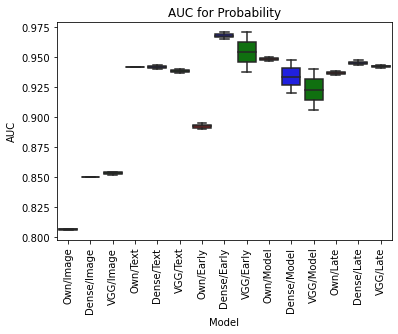 AUC for Probability
AUC
0.975
0.950
0.925
0.900
0.875
0.850
0.825
0.800
Own/Image
Dense/Image
VGG/Image
Own/Text
Dense/Text
VGG/Text
Own/Early
Dense/Early
VGG/Early
Own/Model
Dense/Model
VGG/Model
Own/Late
Dense/Late
VGG/Late
Model